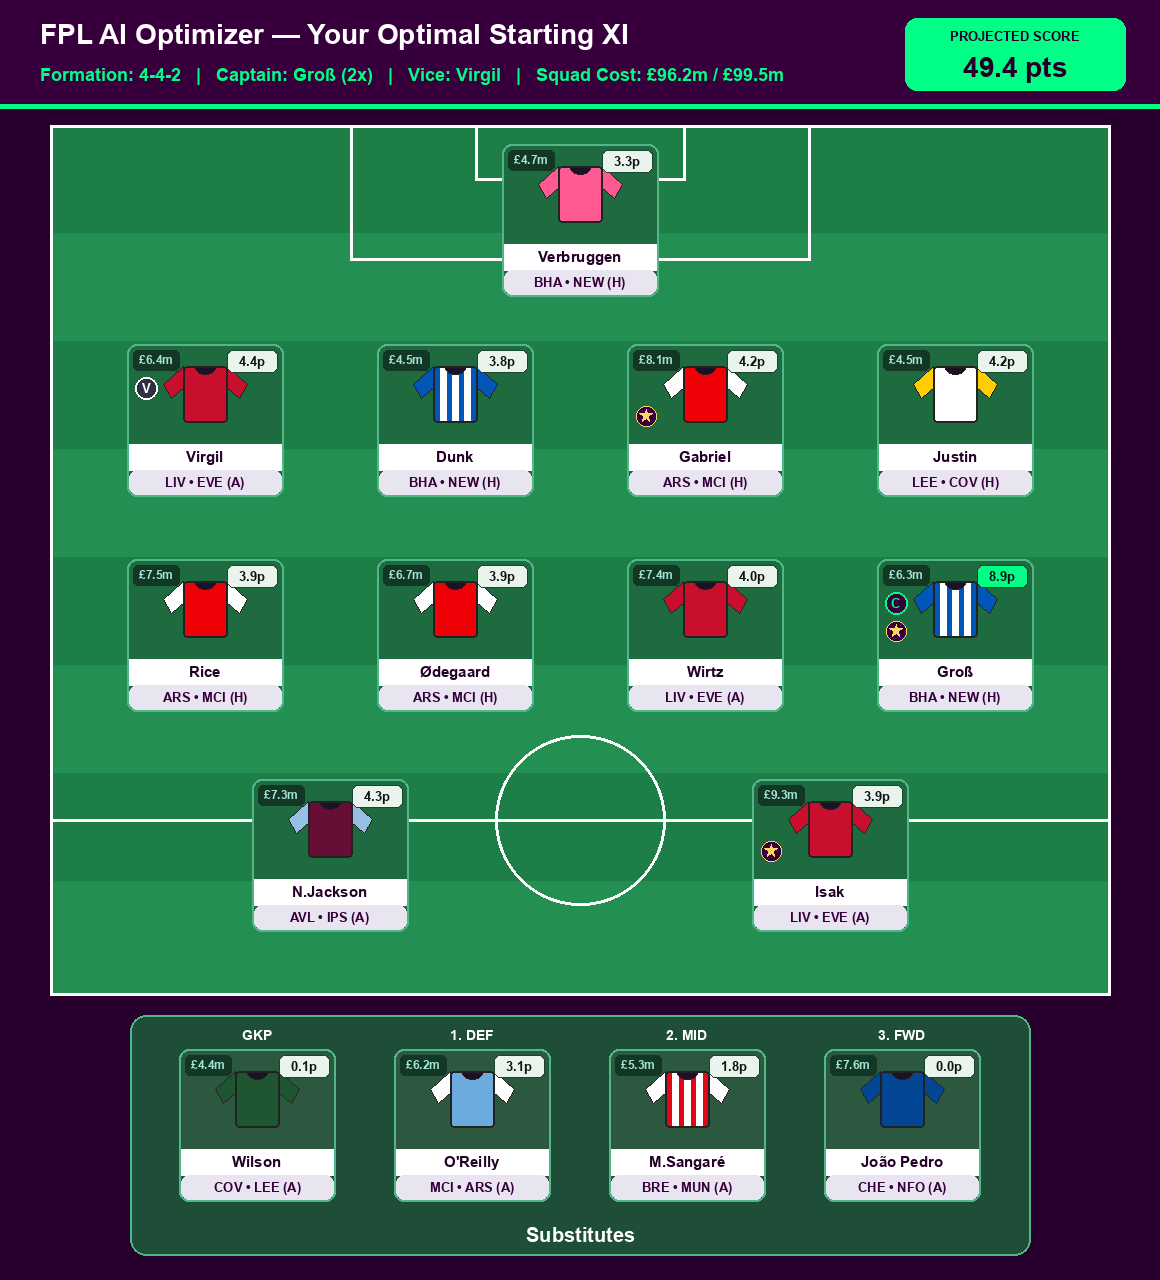 FPL AI Optimizer — Your Optimal Starting XI
Formation: 4-4-2 | Captain: Groß (2x) | Vice: Virgil | Squad Cost: £96.2m / £99.5m
PROJECTED SCORE
49.4 pts
£4.7m 3.3p
Verbruggen
BHA • NEW (H)
£6.4m 4.4p
V
Virgil
LIV • EVE (A)
£4.5m 3.8p
Dunk
BHA • NEW (H)
£8.1m 4.2p
Gabriel
ARS • MCI (H)
£4.5m 4.2p
Justin
LEE • COV (H)
£7.5m 3.9p
Rice
ARS • MCI (H)
£6.7m 3.9p
Ødegaard
ARS • MCI (H)
£7.4m 4.0p
Wirtz
LIV • EVE (A)
£6.3m 8.9p
C
Groß
BHA • NEW (H)
£7.3m 4.3p
N.Jackson
AVL • IPS (A)
£9.3m 3.9p
Isak
LIV • EVE (A)
GKP
£4.4m 0.1p
Wilson
COV • LEE (A)
1. DEF
£6.2m 3.1p
O'Reilly
MCI • ARS (A)
2. MID
£5.3m 1.8p
M.Sangaré
BRE • MUN (A)
3. FWD
£7.6m 0.0p
João Pedro
CHE • NFO (A)
Substitutes